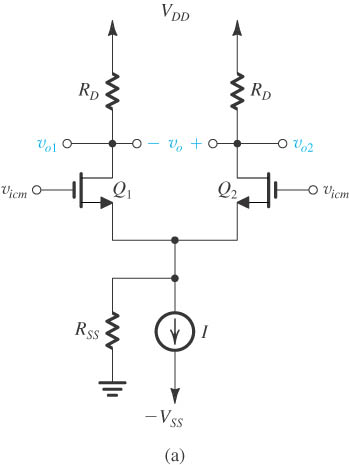 V_DD
R_D R_D
v_o1 − v_o + v_o2
v_icm Q_1 Q_2 v_icm
R_SS I
−V_SS
(a)